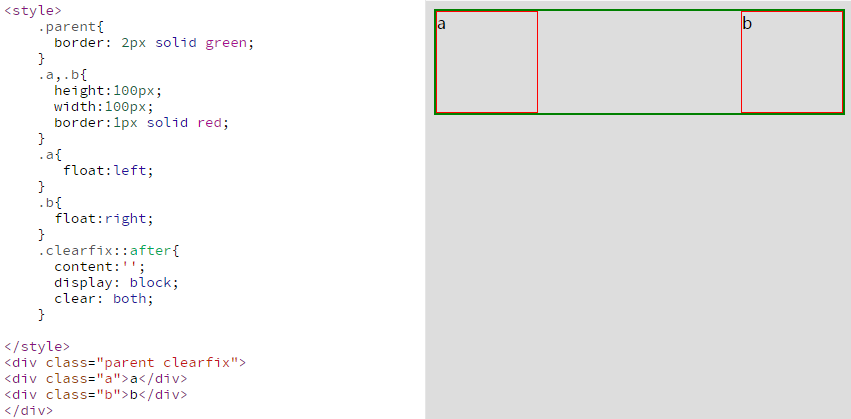 <style>
    .parent{
      border: 2px solid green;
    }
    .a,.b{
      height:100px;
      width:100px;
      border:1px solid red;
    }
    .a{
       float:left;
    }
    .b{
      float:right;
    }
    .clearfix::after{
      content:'';
      display: block;
      clear: both;
    }

</style>
<div class="parent clearfix">
<div class="a">a</div>
<div class="b">b</div>
</div>
a
b